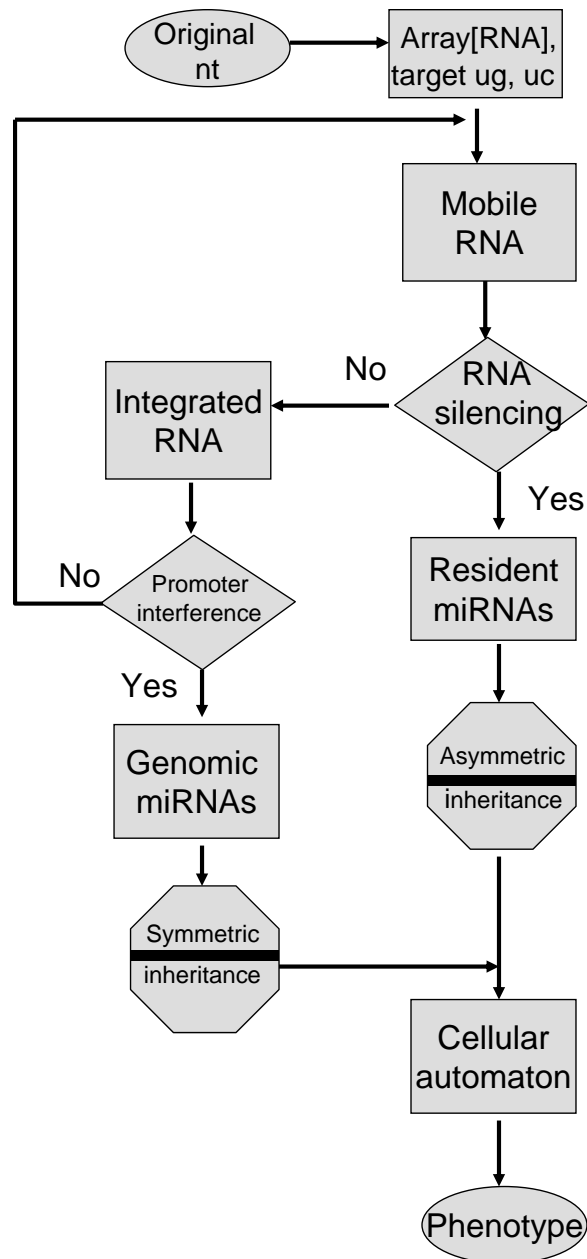 Original
nt
Array[RNA],
target ug, uc
Mobile
RNA
RNA
silencing
No
Yes
Integrated
RNA
Promoter
interference
No
Yes
Resident
miRNAs
Genomic
miRNAs
Asymmetric
inheritance
Symmetric
inheritance
Cellular
automaton
Phenotype